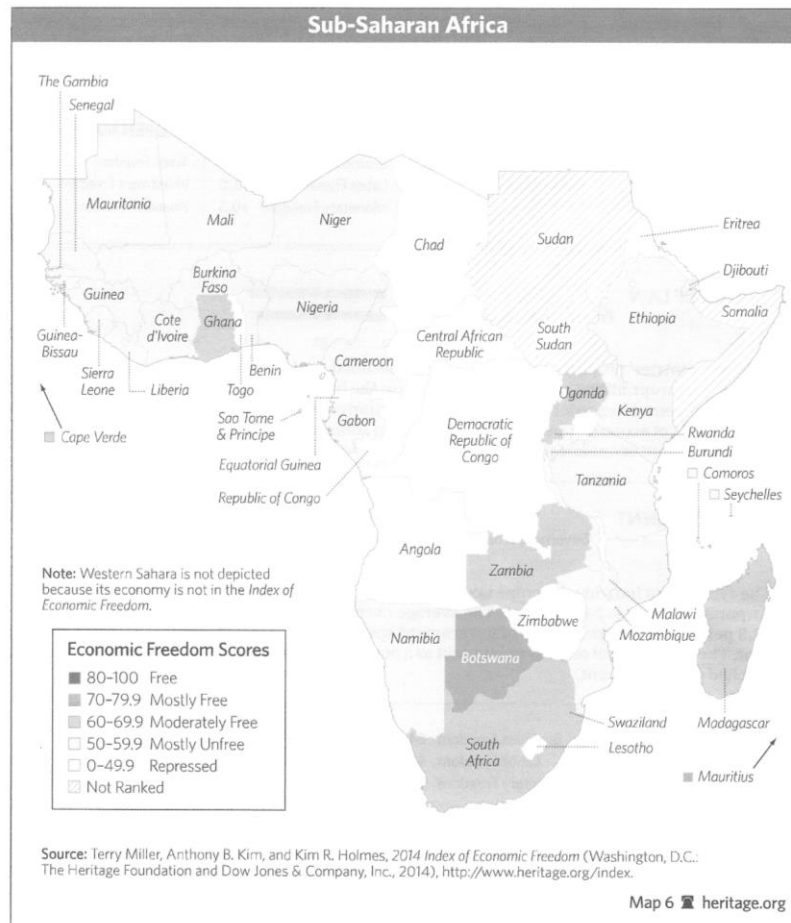 Sub-Saharan Africa
The Gambia
Senegal
Mauritania
Mali
Niger
Chad
Sudan
Eritrea
Djibouti
Burkina
Faso
Guinea
Nigeria
Ethiopia
Somalia
Guinea-
Bissau
Cote
d'Ivoire
Ghana
Central African
Republic
South
Sudan
Sierra
Leone
Liberia
Togo
Benin
Cameroon
Uganda
Kenya
Cape Verde
Sao Tome
& Principe
Gabon
Democratic
Republic of
Congo
Rwanda
Burundi
Equatorial Guinea
Tanzania
Comoros
Seychelles
Republic of Congo
Angola
Zambia
Malawi
Mozambique
Zimbabwe
Namibia
Botswana
Swaziland
Lesotho
Madagascar
South
Africa
Mauritius
Note: Western Sahara is not depicted
because its economy is not in the Index of
Economic Freedom.
Economic Freedom Scores
80–100 Free
70–79.9 Mostly Free
60–69.9 Moderately Free
50–59.9 Mostly Unfree
0–49.9 Repressed
Not Ranked
Source: Terry Miller, Anthony B. Kim, and Kim R. Holmes, 2014 Index of Economic Freedom (Washington, D.C.:
The Heritage Foundation and Dow Jones & Company, Inc., 2014), http://www.heritage.org/index.
Map 6 heritage.org